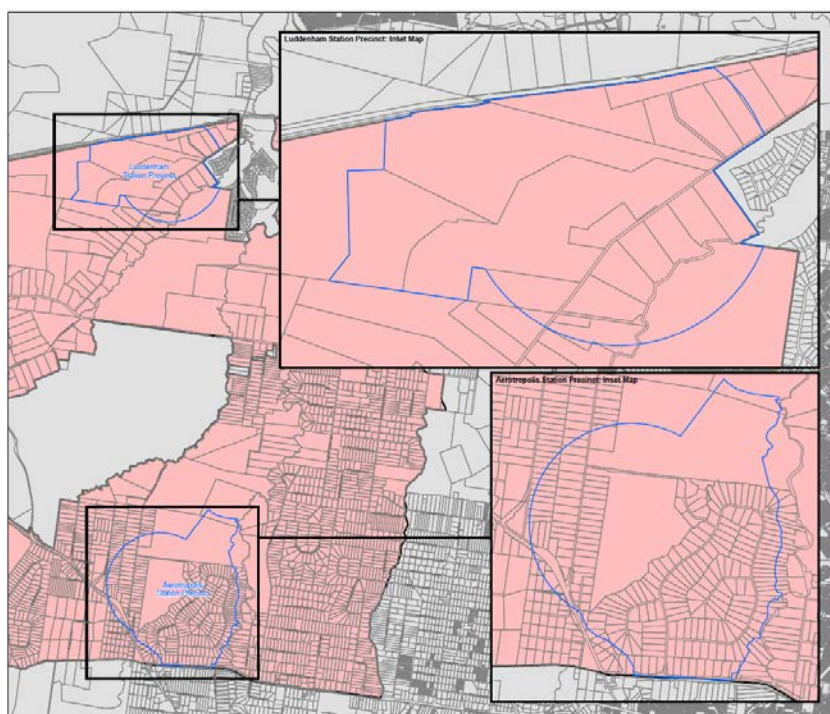 Luddenham Station Precinct: Inset Map
Luddenham
Station Precinct
Aerotropolis Station Precinct: Inset Map
Aerotropolis
Station Precinct